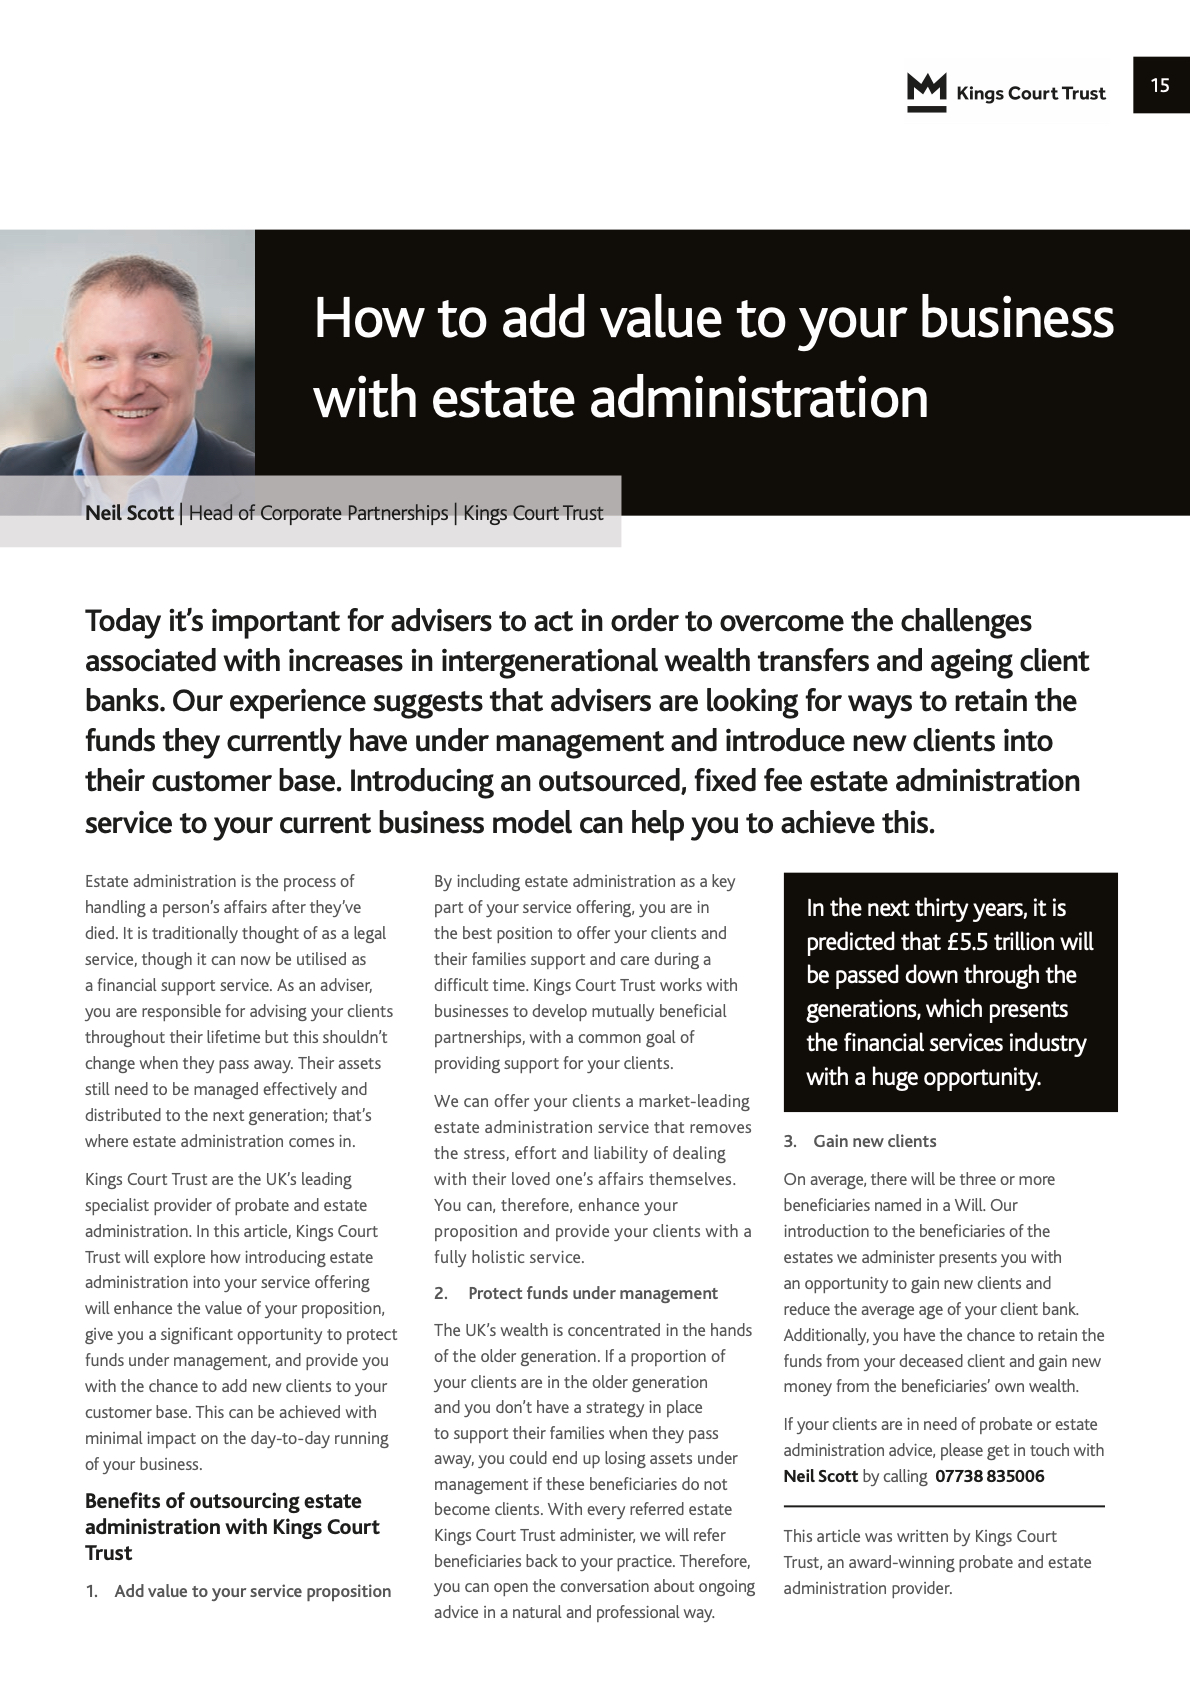 Kings Court Trust
15
How to add value to your business
with estate administration
Neil Scott | Head of Corporate Partnerships | Kings Court Trust
Today it's important for advisers to act in order to overcome the challenges
associated with increases in intergenerational wealth transfers and ageing client
banks. Our experience suggests that advisers are looking for ways to retain the
funds they currently have under management and introduce new clients into
their customer base. Introducing an outsourced, fixed fee estate administration
service to your current business model can help you to achieve this.
Estate administration is the process of
handling a person's affairs after they've
died. It is traditionally thought of as a legal
service, though it can now be utilised as
a financial support service. As an adviser,
you are responsible for advising your clients
throughout their lifetime but this shouldn't
change when they pass away. Their assets
still need to be managed effectively and
distributed to the next generation; that's
where estate administration comes in.
Kings Court Trust are the UK's leading
specialist provider of probate and estate
administration. In this article, Kings Court
Trust will explore how introducing estate
administration into your service offering
will enhance the value of your proposition,
give you a significant opportunity to protect
funds under management, and provide you
with the chance to add new clients to your
customer base. This can be achieved with
minimal impact on the day-to-day running
of your business.
Benefits of outsourcing estate
administration with Kings Court
Trust
1. Add value to your service proposition
By including estate administration as a key
part of your service offering, you are in
the best position to offer your clients and
their families support and care during a
difficult time. Kings Court Trust works with
businesses to develop mutually beneficial
partnerships, with a common goal of
providing support for your clients.
We can offer your clients a market-leading
estate administration service that removes
the stress, effort and liability of dealing
with their loved one's affairs themselves.
You can, therefore, enhance your
proposition and provide your clients with a
fully holistic service.
2. Protect funds under management
The UK's wealth is concentrated in the hands
of the older generation. If a proportion of
your clients are in the older generation
and you don't have a strategy in place
to support their families when they pass
away, you could end up losing assets under
management if these beneficiaries do not
become clients. With every referred estate
Kings Court Trust administer, we will refer
beneficiaries back to your practice. Therefore,
you can open the conversation about ongoing
advice in a natural and professional way.
In the next thirty years, it is
predicted that £5.5 trillion will
be passed down through the
generations, which presents
the financial services industry
with a huge opportunity.
3. Gain new clients
On average, there will be three or more
beneficiaries named in a Will. Our
introduction to the beneficiaries of the
estates we administer presents you with
an opportunity to gain new clients and
reduce the average age of your client bank.
Additionally, you have the chance to retain the
funds from your deceased client and gain new
money from the beneficiaries' own wealth.
If your clients are in need of probate or estate
administration advice, please get in touch with
Neil Scott by calling 07738 835006
This article was written by Kings Court
Trust, an award-winning probate and estate
administration provider.